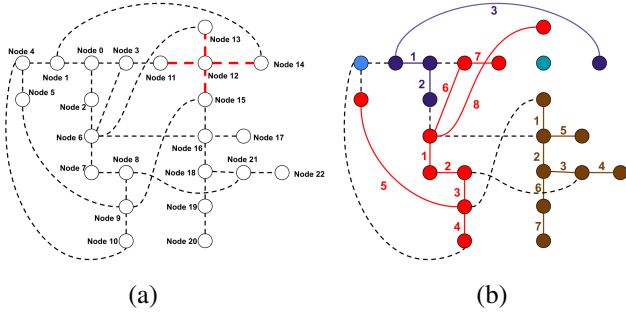 Node 13
Node 4
Node 0
Node 3
Node 1
Node 11
Node 12
Node 14
Node 5
Node 2
Node 15
Node 6
Node 16
Node 17
Node 7
Node 8
Node 18
Node 21
Node 22
Node 9
Node 19
Node 10
Node 20
(a)
3
1
7
2
6
8
1
5
1
2
2
3
4
5
3
6
4
7
(b)